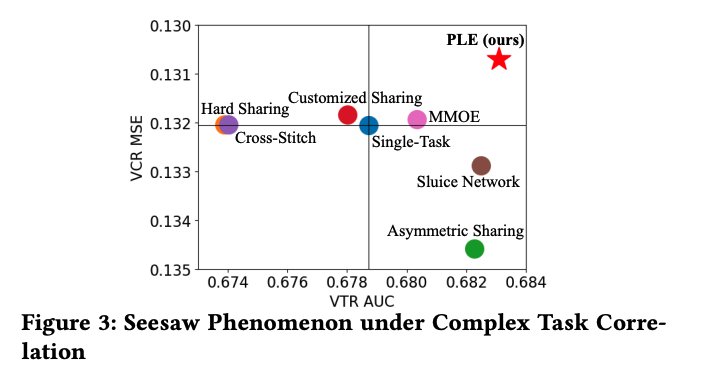 0.130
PLE (ours)
0.131
Customized Sharing
Hard Sharing
MMOE
0.132
Cross-Stitch
Single-Task
VCR MSE
0.133
Sluice Network
0.134
Asymmetric Sharing
0.135
0.674 0.676 0.678 0.680 0.682 0.684
VTR AUC
Figure 3: Seesaw Phenomenon under Complex Task Corre-
lation